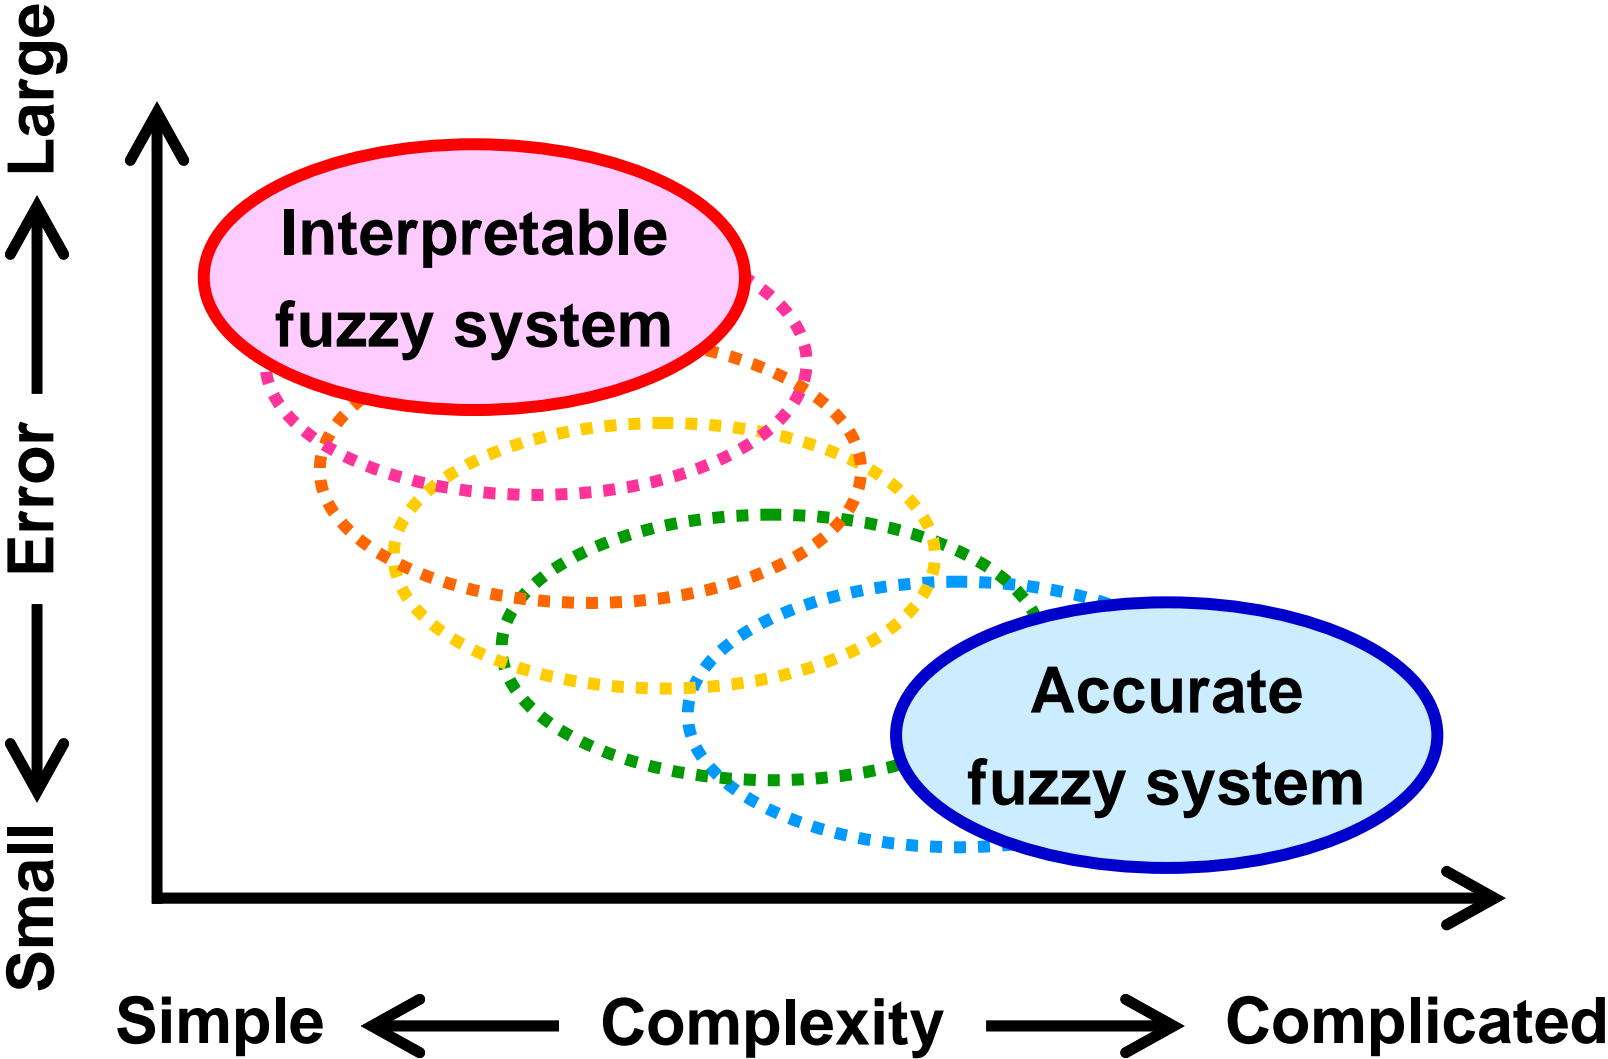 Large
Error
Small
Interpretable
fuzzy system
Accurate
fuzzy system
Simple
Complexity
Complicated